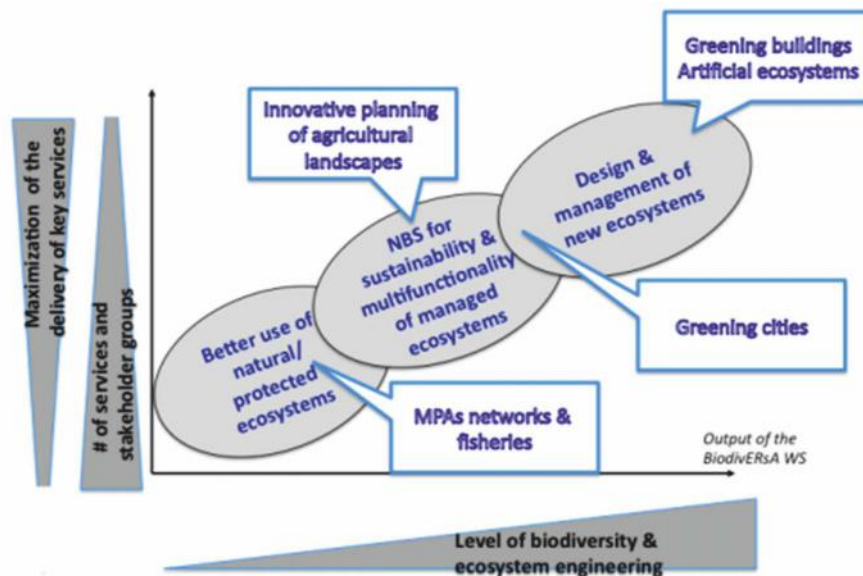 Greening buildings
Artificial ecosystems
Innovative planning
of agricultural
landscapes
Maximization of the
delivery of key services
# of services and
stakeholder groups
Design &
management of
new ecosystems
NBS for
sustainability &
multifunctionality
of managed
ecosystems
Better use of
natural/
protected
ecosystems
Greening cities
MPAs networks &
fisheries
Output of the
BiodivERsA WS
Level of biodiversity &
ecosystem engineering